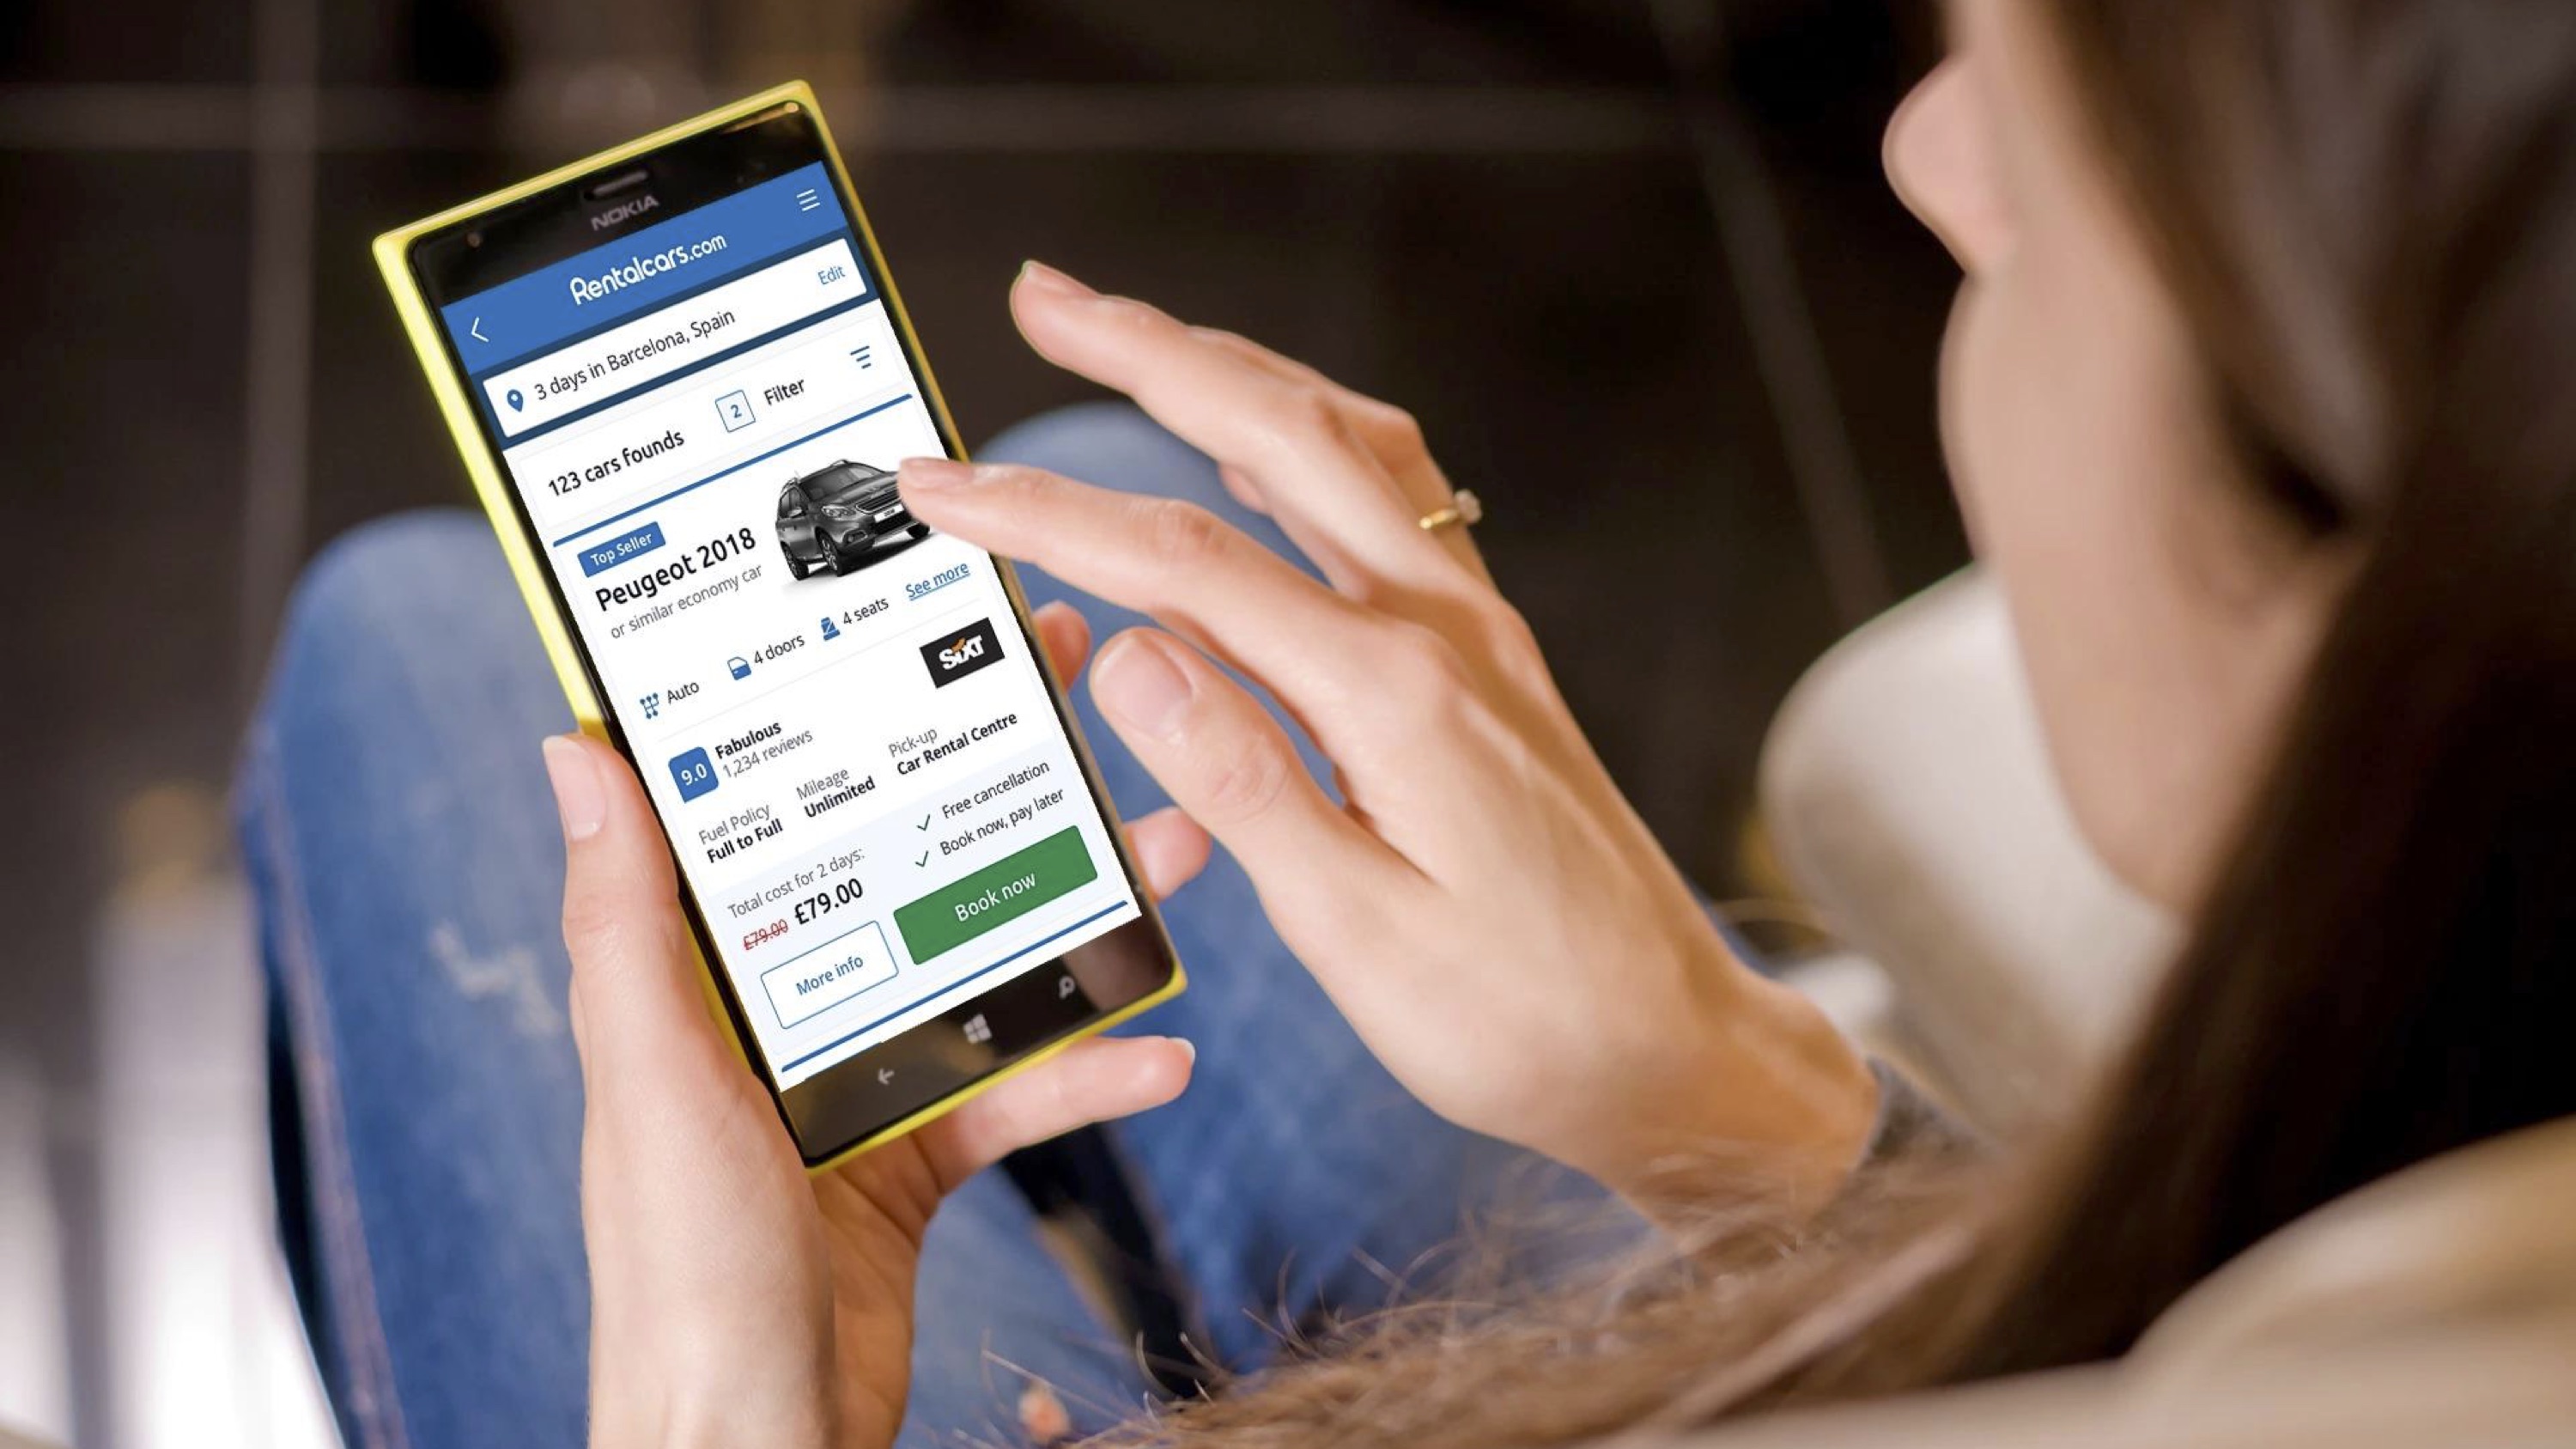 NOKIA
Rentalcars.com
3 days in Barcelona, Spain Edit
123 cars founds 2 Filter
Top Seller
Peugeot 2018
or similar economy car
Auto 4 doors 4 seats See more
SIXT
9.0 Fabulous
1,234 reviews
Fuel Policy
Full to Full
Mileage
Unlimited
Pick-up
Car Rental Centre
Free cancellation
Book now, pay later
Total cost for 2 days:
£79.00 £79.00
More info
Book now